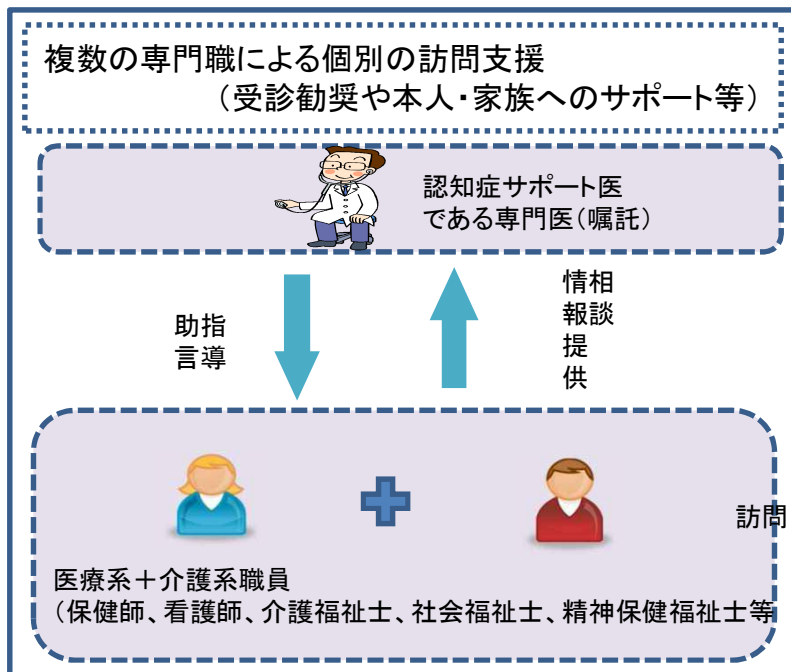 複数の専門職による個別の訪問支援
(受診勧奨や本人・家族へのサポート等)
認知症サポート医
である専門医(嘱託)
指導
助言
相談
情報提供
訪問
医療系+介護系職員
(保健師、看護師、介護福祉士、社会福祉士、精神保健福祉士等